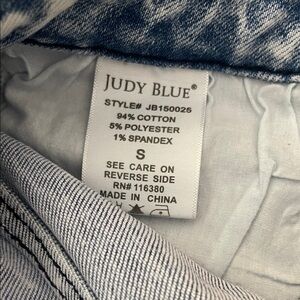 JUDY BLUE®
STYLE# JB150025
94% COTTON
5% POLYESTER
1% SPANDEX
S
SEE CARE ON
REVERSE SIDE
RN# 116380
MADE IN CHINA